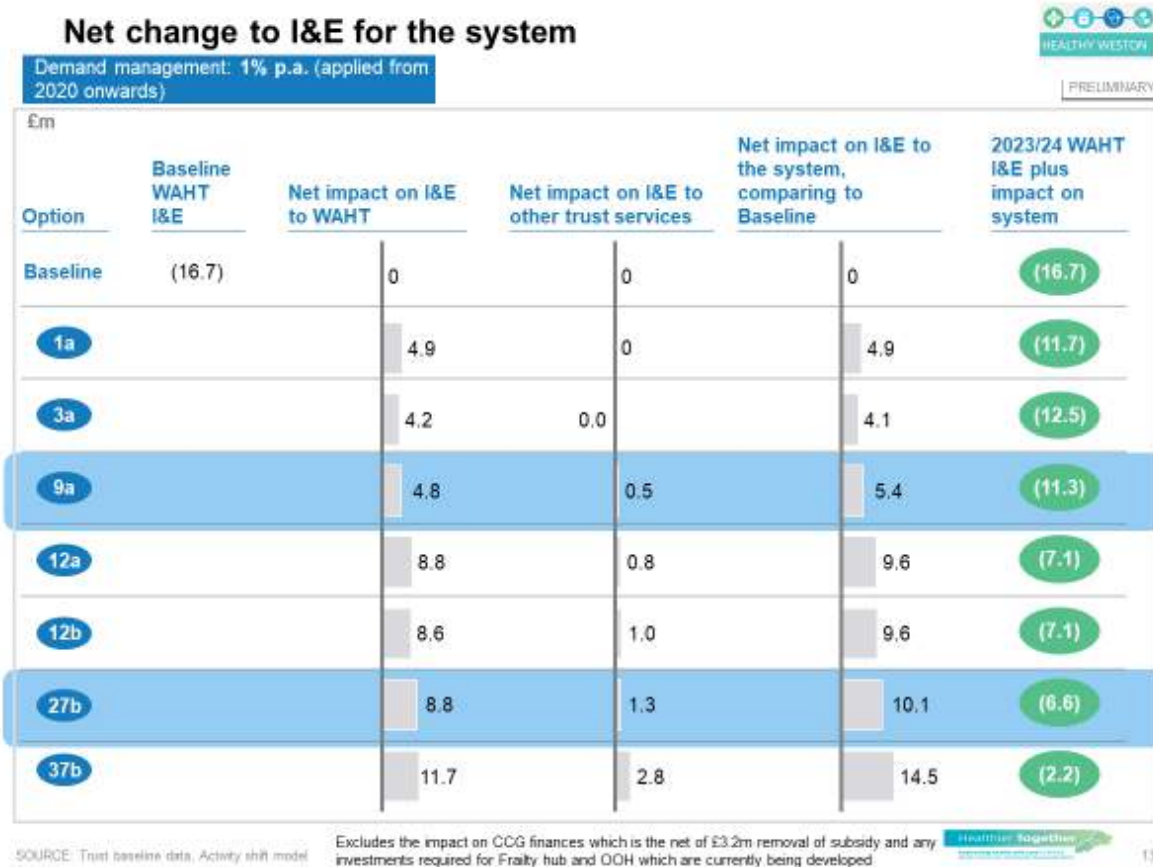 Net change to I&E for the system
HEALTHY WESTON
Demand management: 1% p.a. (applied from
2020 onwards)
PRELIMINARY
£m
Option
Baseline
WAHT
I&E
Net impact on I&E
to WAHT
Net impact on I&E to
other trust services
Net impact on I&E to
the system,
comparing to
Baseline
2023/24 WAHT
I&E plus
impact on
system
Baseline (16.7) 0 0 0 (16.7)
1a 4.9 0 4.9 (11.7)
3a 4.2 0.0 4.1 (12.5)
9a 4.8 0.5 5.4 (11.3)
12a 8.8 0.8 9.6 (7.1)
12b 8.6 1.0 9.6 (7.1)
27b 8.8 1.3 10.1 (6.6)
37b 11.7 2.8 14.5 (2.2)
SOURCE: Trust baseline data, Activity shift model
Excludes the impact on CCG finances which is the net of £3.2m removal of subsidy and any
investments required for Frailty hub and OOH which are currently being developed
Healthier Together